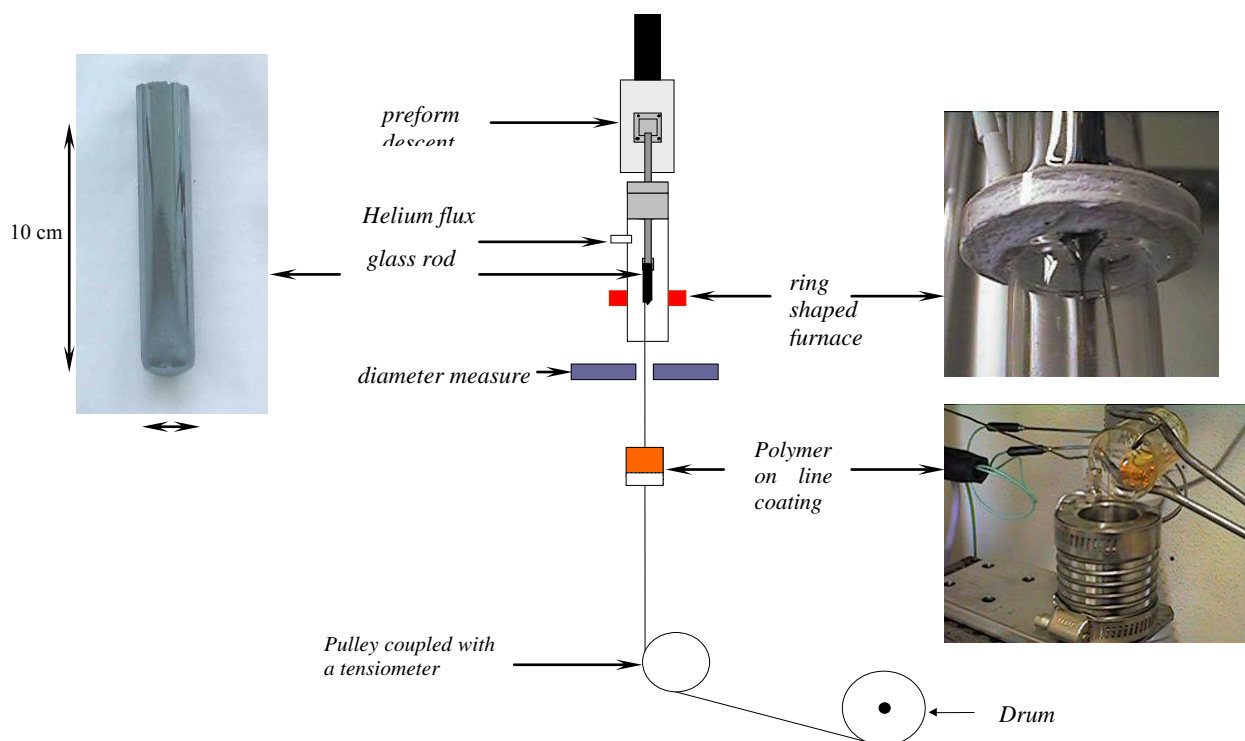 preform
descent
Helium flux
10 cm
glass rod
ring
shaped
furnace
diameter measure
Polymer
on line
coating
Pulley coupled with
a tensiometer
Drum